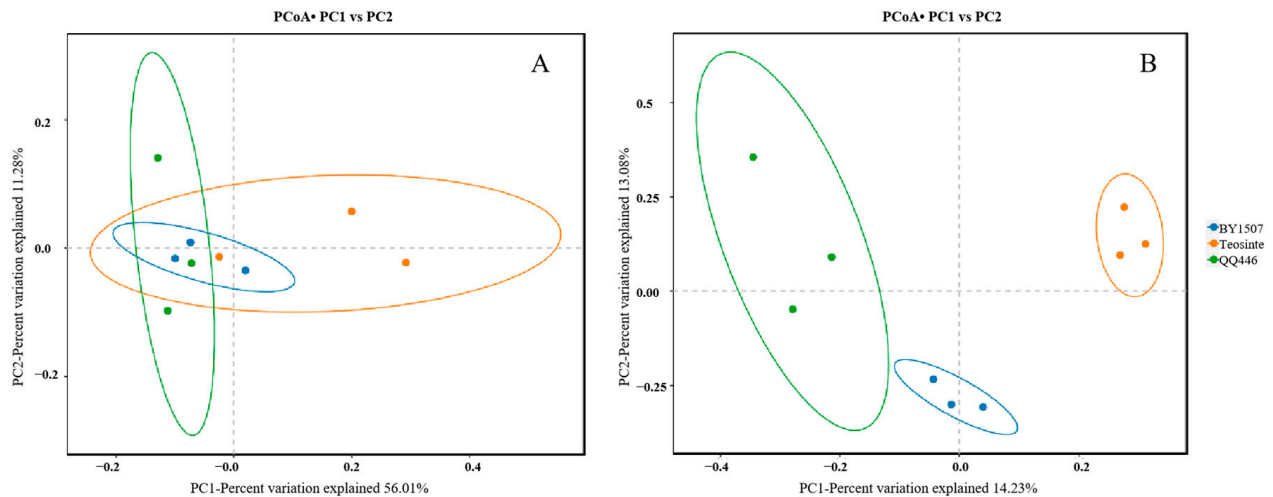 PCoA• PC1 vs PC2
A
0.2
0.0
−0.2
PC2-Percent variation explained 11.28%
−0.2
−0.0
0.2
0.4
PC1-Percent variation explained 56.01%
PCoA• PC1 vs PC2
B
0.5
0.25
0.00
−0.25
PC2-Percent variation explained 13.08%
−0.4
−0.2
0.0
0.2
PC1-Percent variation explained 14.23%
BY1507
Teosinte
QQ446